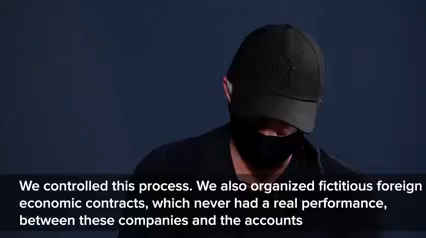 We controlled this process. We also organized fictitious foreign
economic contracts, which never had a real performance,
between these companies and the accounts